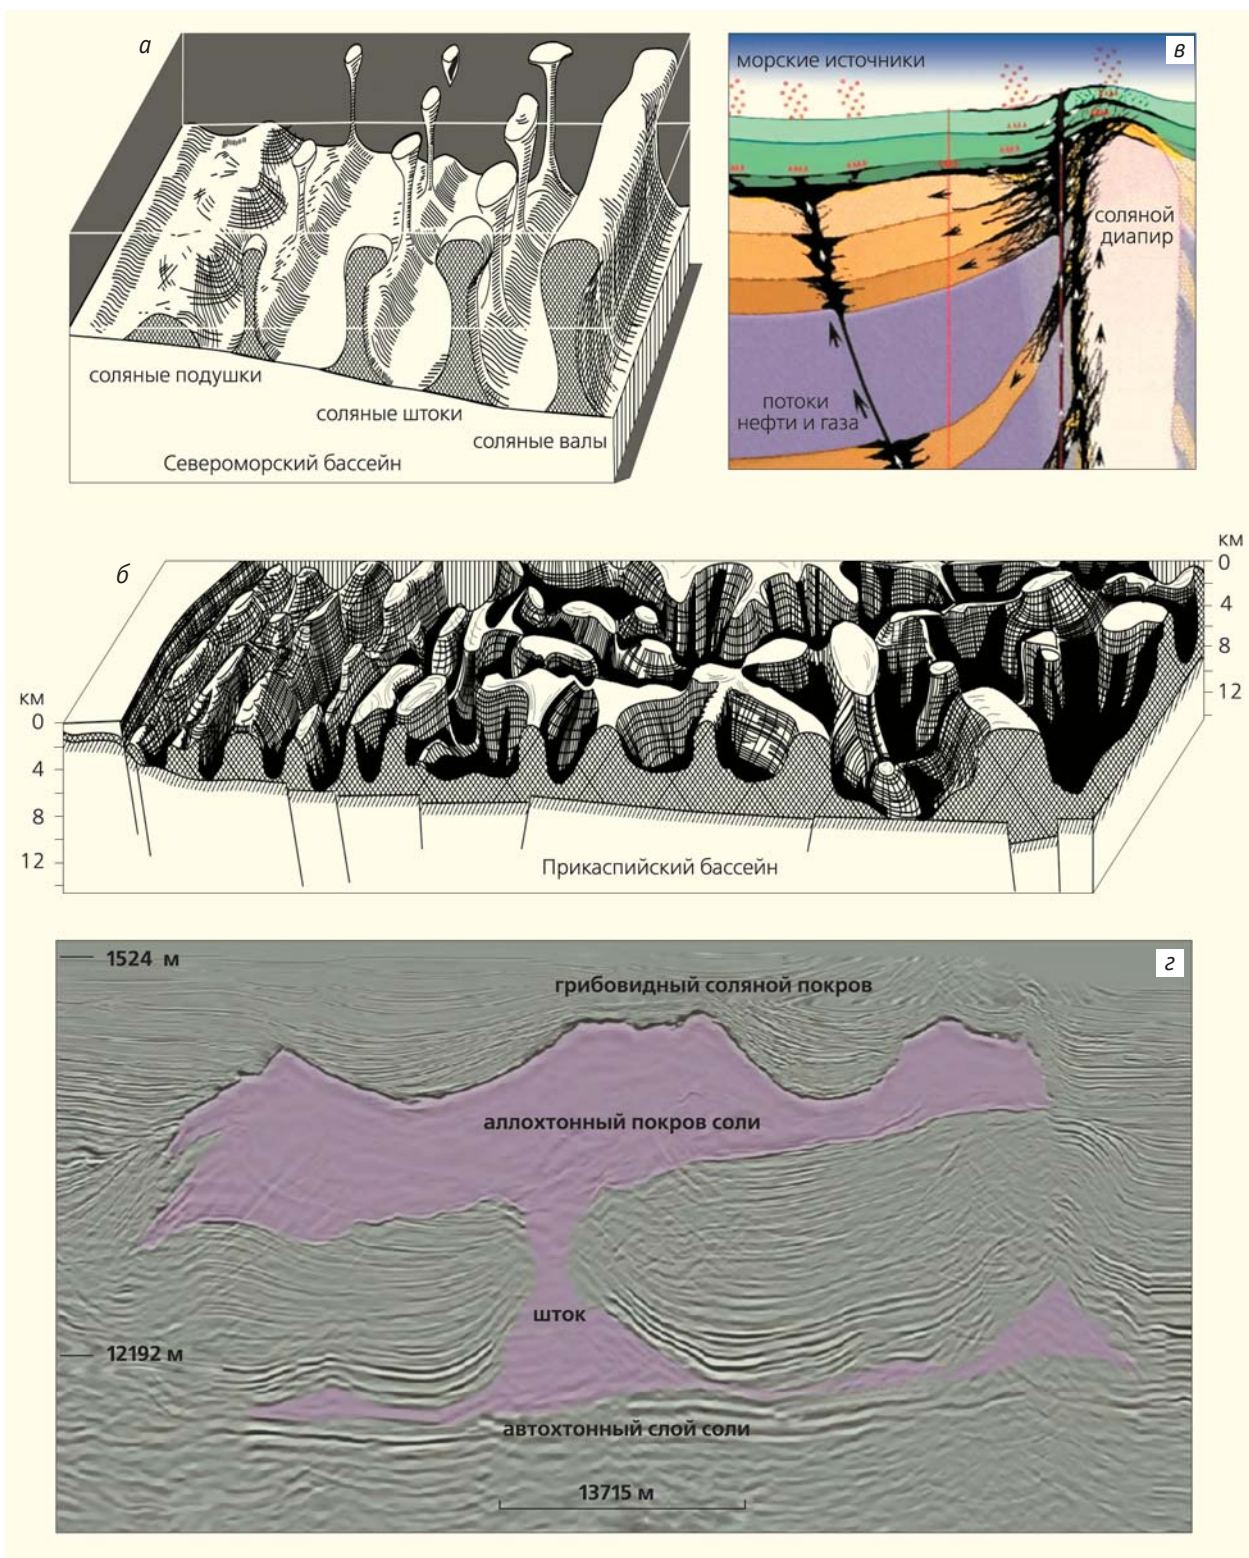 а
соляные подушки
соляные штоки
соляные валы
Североморский бассейн
в
морские источники
соляной
диапир
потоки
нефти и газа
б
км
0
4
8
12
км
0
4
8
12
Прикаспийский бассейн
г
1524 м
грибовидный соляной покров
аллохтонный покров соли
шток
12192 м
автохтонный слой соли
13715 м